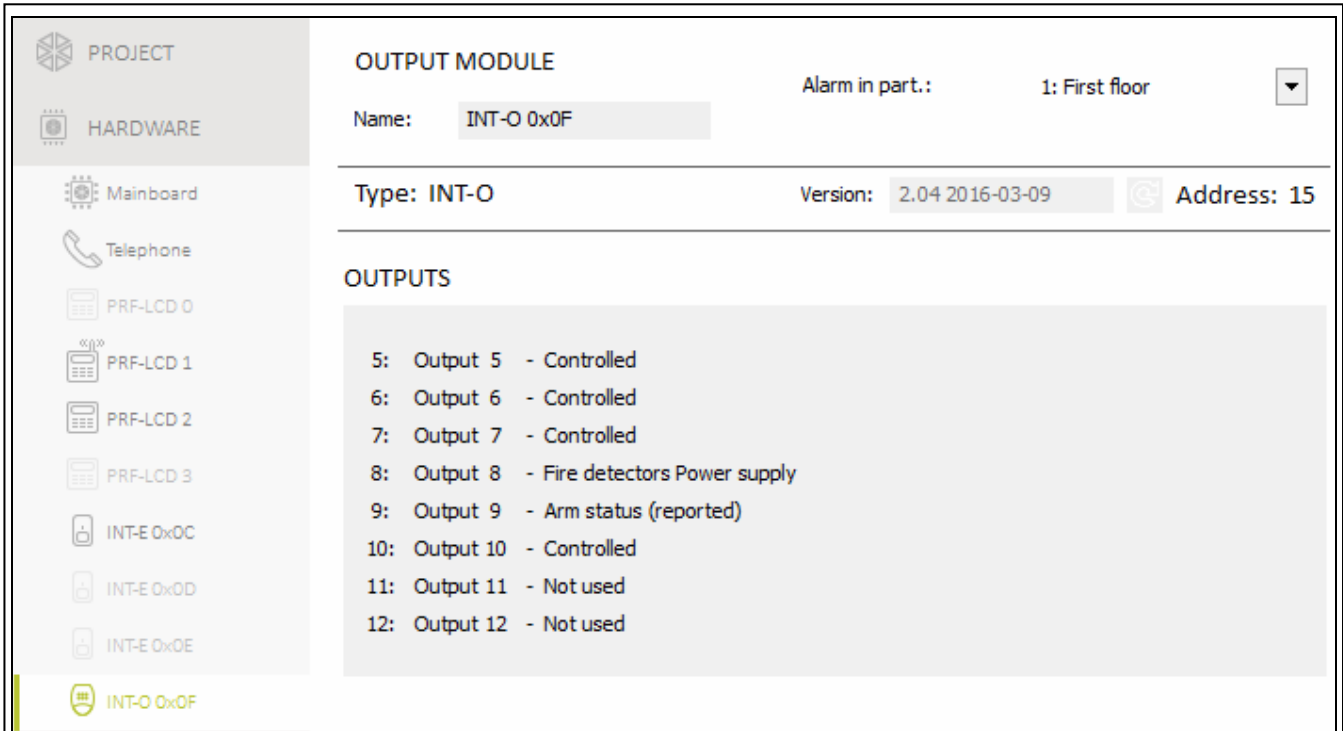 PROJECT
HARDWARE
Mainboard
Telephone
PRF-LCD 0
PRF-LCD 1
PRF-LCD 2
PRF-LCD 3
INT-E 0x0C
INT-E 0x0D
INT-E 0x0E
INT-O 0x0F
OUTPUT MODULE
Alarm in part.: 1: First floor
Name: INT-O 0x0F
Type: INT-O Version: 2.04 2016-03-09 Address: 15
OUTPUTS
5: Output 5 - Controlled
6: Output 6 - Controlled
7: Output 7 - Controlled
8: Output 8 - Fire detectors Power supply
9: Output 9 - Arm status (reported)
10: Output 10 - Controlled
11: Output 11 - Not used
12: Output 12 - Not used